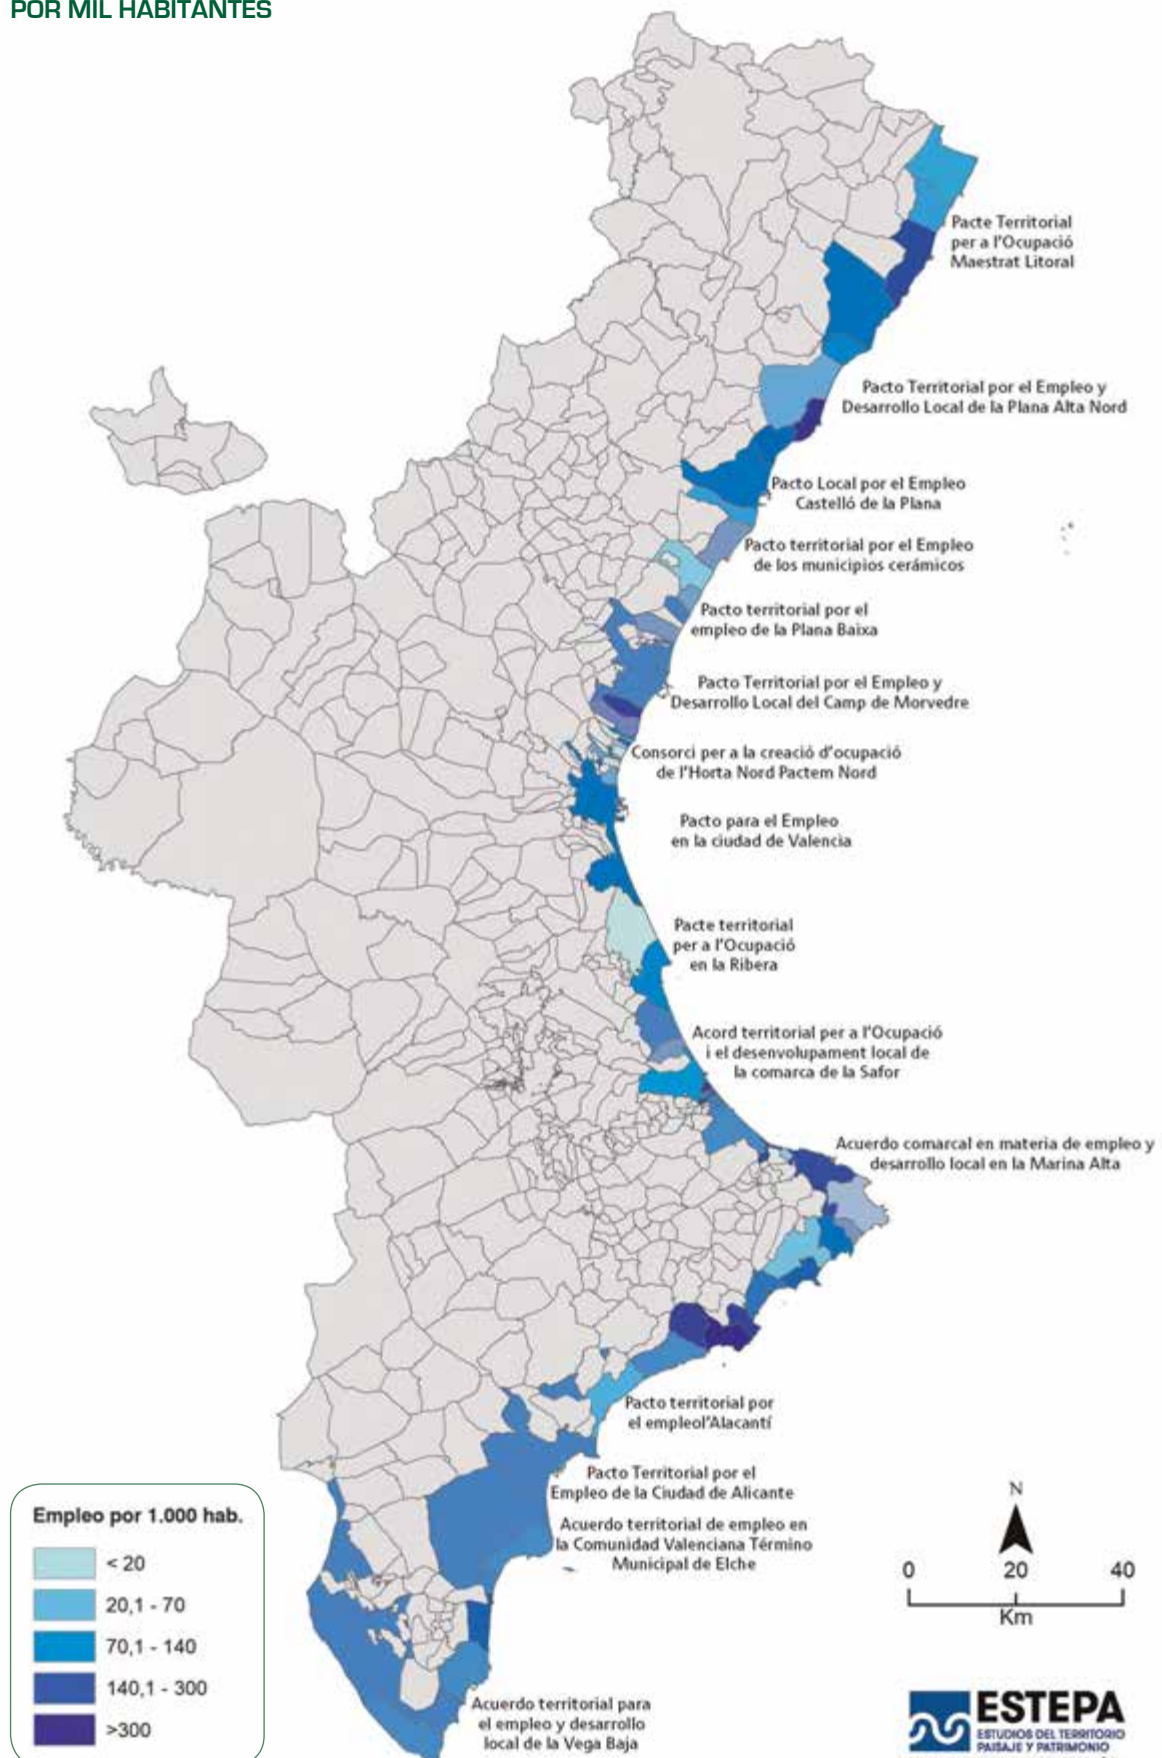 POR MIL HABITANTES
Pacte Territorial
per a l'Ocupació
Maestrat Litoral
Pacto Territorial por el Empleo y
Desarrollo Local de la Plana Alta Nord
Pacto Local por el Empleo
Castelló de la Plana
Pacto territorial por el Empleo
de los municipios cerámicos
Pacto territorial por el
empleo de la Plana Baixa
Pacto Territorial por el Empleo y
Desarrollo Local del Camp de Morvedre
Consorci per a la creació d'ocupació
de l'Horta Nord Pactem Nord
Pacto para el Empleo
en la ciudad de Valencia
Pacte territorial
per a l'Ocupació
en la Ribera
Acord territorial per a l'Ocupació
i el desenvolupament local de
la comarca de la Safor
Acuerdo comarcal en materia de empleo y
desarrollo local en la Marina Alta
Pacto territorial por
el empleol'Alacantí
Pacto Territorial por el
Empleo de la Ciudad de Alicante
Acuerdo territorial de empleo en
la Comunidad Valenciana Término
Municipal de Elche
Acuerdo territorial para
el empleo y desarrollo
local de la Vega Baja
Empleo por 1.000 hab.
< 20
20,1 - 70
70,1 - 140
140,1 - 300
>300
N
0 20 40
Km
ESTEPA
ESTUDIOS DEL TERRITORIO
PAISAJE Y PATRIMONIO